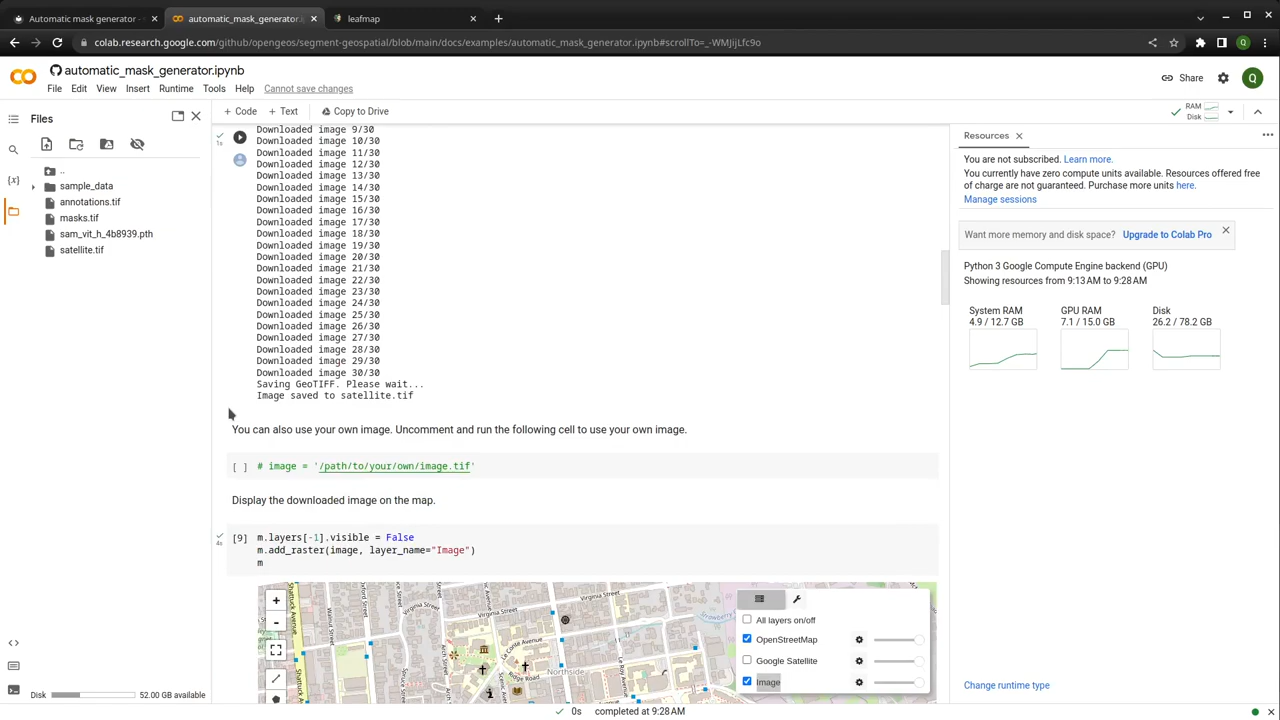 Automatic mask generator -
automatic_mask_generator.i
leafmap
colab.research.google.com/github/opengeos/segment-geospatial/blob/main/docs/examples/automatic_mask_generator.ipynb#scrollTo=_-WMJijLfc9o
Q
automatic_mask_generator.ipynb
File Edit View Insert Runtime Tools Help Cannot save changes
Share
Q
Files
+ Code + Text Copy to Drive
RAM
Disk
Resources
..
sample_data
annotations.tif
masks.tif
sam_vit_h_4b8939.pth
satellite.tif
{x}
1s
Downloaded image 9/30
Downloaded image 10/30
Downloaded image 11/30
Downloaded image 12/30
Downloaded image 13/30
Downloaded image 14/30
Downloaded image 15/30
Downloaded image 16/30
Downloaded image 17/30
Downloaded image 18/30
Downloaded image 19/30
Downloaded image 20/30
Downloaded image 21/30
Downloaded image 22/30
Downloaded image 23/30
Downloaded image 24/30
Downloaded image 25/30
Downloaded image 26/30
Downloaded image 27/30
Downloaded image 28/30
Downloaded image 29/30
Downloaded image 30/30
Saving GeoTIFF. Please wait...
Image saved to satellite.tif
You can also use your own image. Uncomment and run the following cell to use your own image.
[ ] # image = '/path/to/your/own/image.tif'
Display the downloaded image on the map.
4s
[9] m.layers[-1].visible = False
m.add_raster(image, layer_name="Image")
m
Virginia Street
Virginia Street
Shattuck Avenue
Le Conte Avenue
Northside
All layers on/off
OpenStreetMap
Google Satellite
Image
You are not subscribed. Learn more.
You currently have zero compute units available. Resources offered free
of charge are not guaranteed. Purchase more units here.
Manage sessions
Want more memory and disk space? Upgrade to Colab Pro
Python 3 Google Compute Engine backend (GPU)
Showing resources from 9:13 AM to 9:28 AM
System RAM
4.9 / 12.7 GB
GPU RAM
7.1 / 15.0 GB
Disk
26.2 / 78.2 GB
Change runtime type
Disk 52.00 GB available
0s completed at 9:28 AM